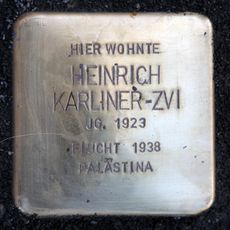 HIER WOHNTE
HEINRICH
KARLINER-ZVI
JG. 1923
FLUCHT 1938
PALÄSTINA